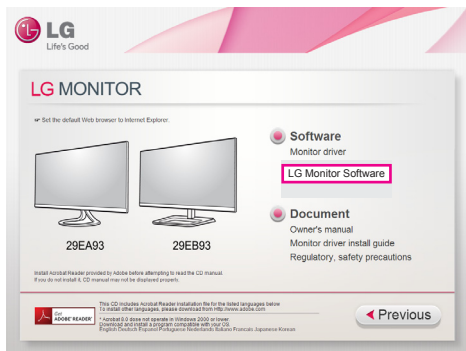 LG
Life's Good
LG MONITOR
☞ Set the default Web browser to Internet Explorer.
Software
Monitor driver
LG Monitor Software
Document
Owner's manual
Monitor driver install guide
Regulatory, safety precautions
29EA93
29EB93
Install Acrobat Reader provided by Adobe before attempting to read the CD manual.
If you do not install it, CD manual may not be displayed properly.
Get
ADOBE® READER®
This CD includes Acrobat Reader installation file for the listed languages below
To install other languages, please download from http://www.adobe.com
* Acrobat 8.0 dose not operate in Windows 2000 or lower.
Download and install a program compatible with your OS.
English Deutsch Espanol Portuguese Nederlands Italiano Francais Japanese Korean
Previous